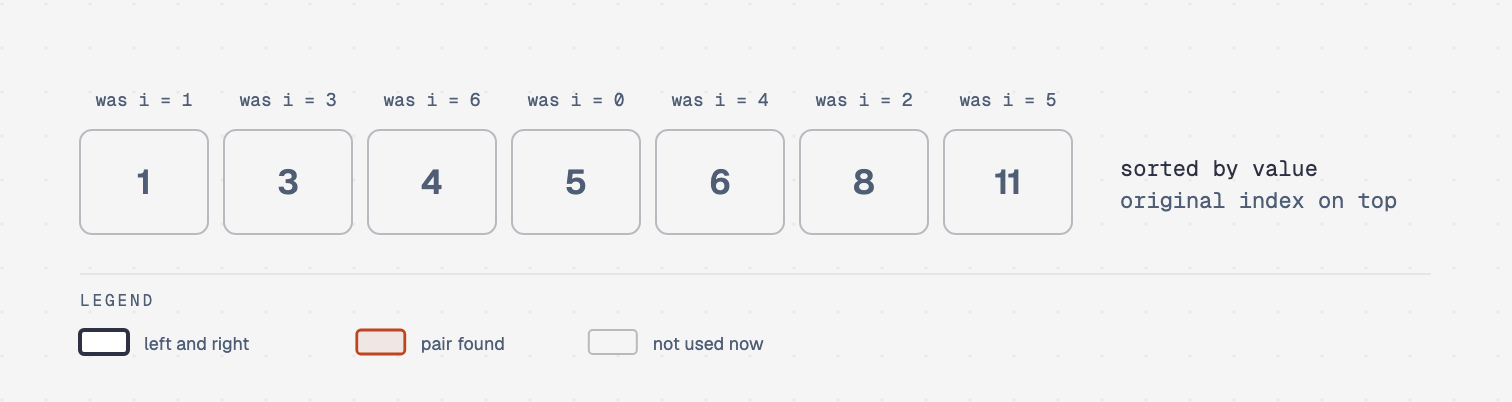 was i = 1 was i = 3 was i = 6 was i = 0 was i = 4 was i = 2 was i = 5
1 3 4 5 6 8 11
sorted by value
original index on top
LEGEND
left and right pair found not used now